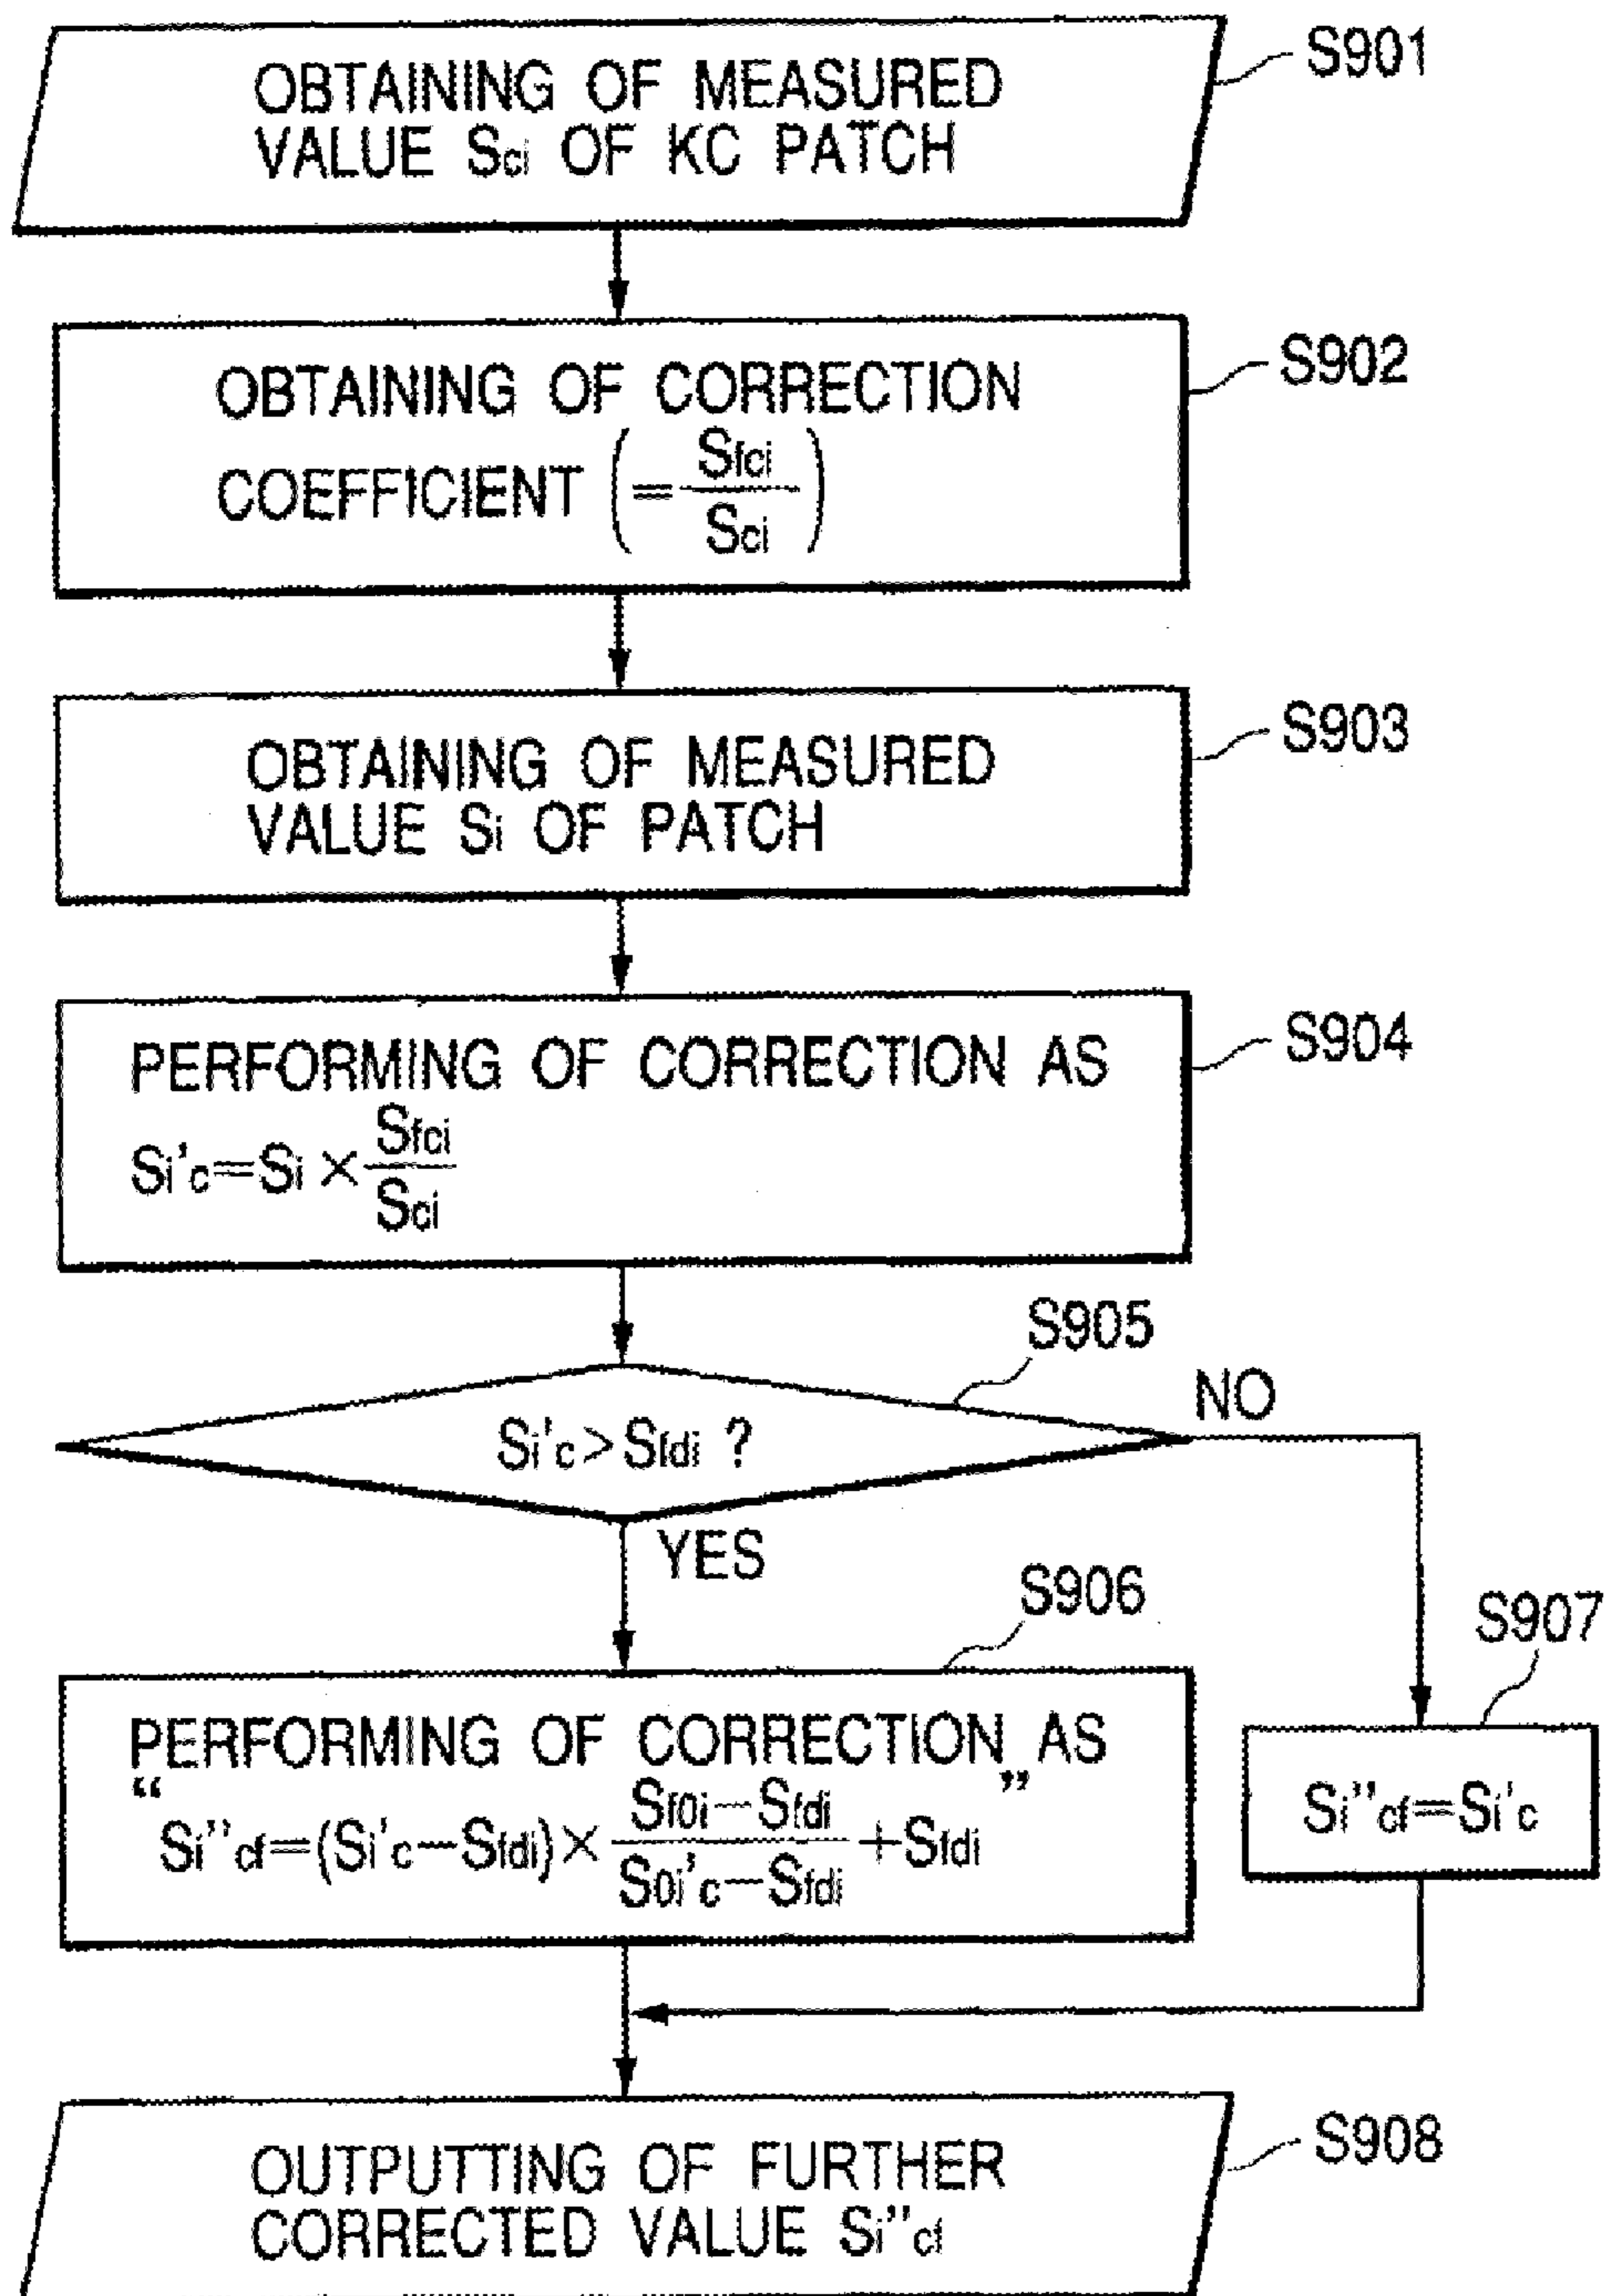 OBTAINING OF MEASURED
VALUE Sci OF KC PATCH
S901
OBTAINING OF CORRECTION
COEFFICIENT (= Sfci / Sci)
S902
OBTAINING OF MEASURED
VALUE Si OF PATCH
S903
PERFORMING OF CORRECTION AS
Si'c=Si × Sfci / Sci
S904
Si'c>Sfdi ?
S905
NO
YES
PERFORMING OF CORRECTION AS
“Si''cf=(Si'c−Sfdi)× (Sf0i−Sfdi) / (S0i'c−Sfdi) +Sfdi”
S906
Si''cf=Si'c
S907
OUTPUTTING OF FURTHER
CORRECTED VALUE Si''cf
S908